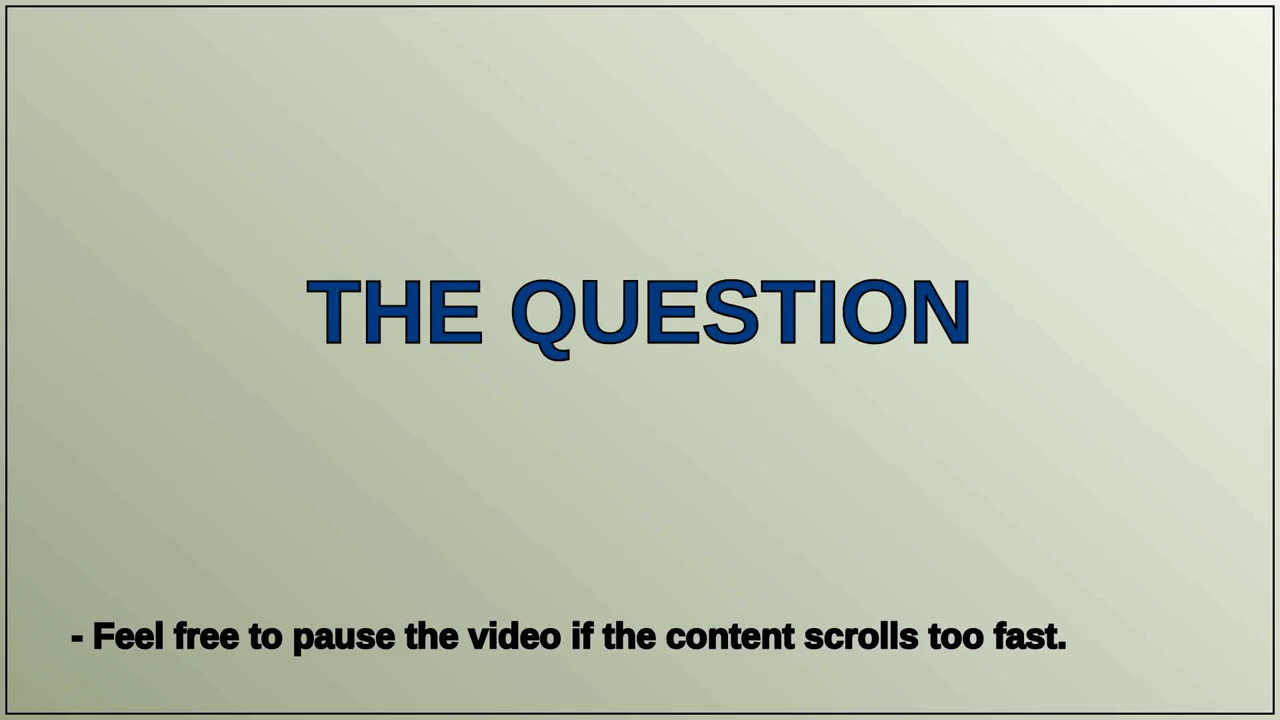 THE QUESTION
- Feel free to pause the video if the content scrolls too fast.